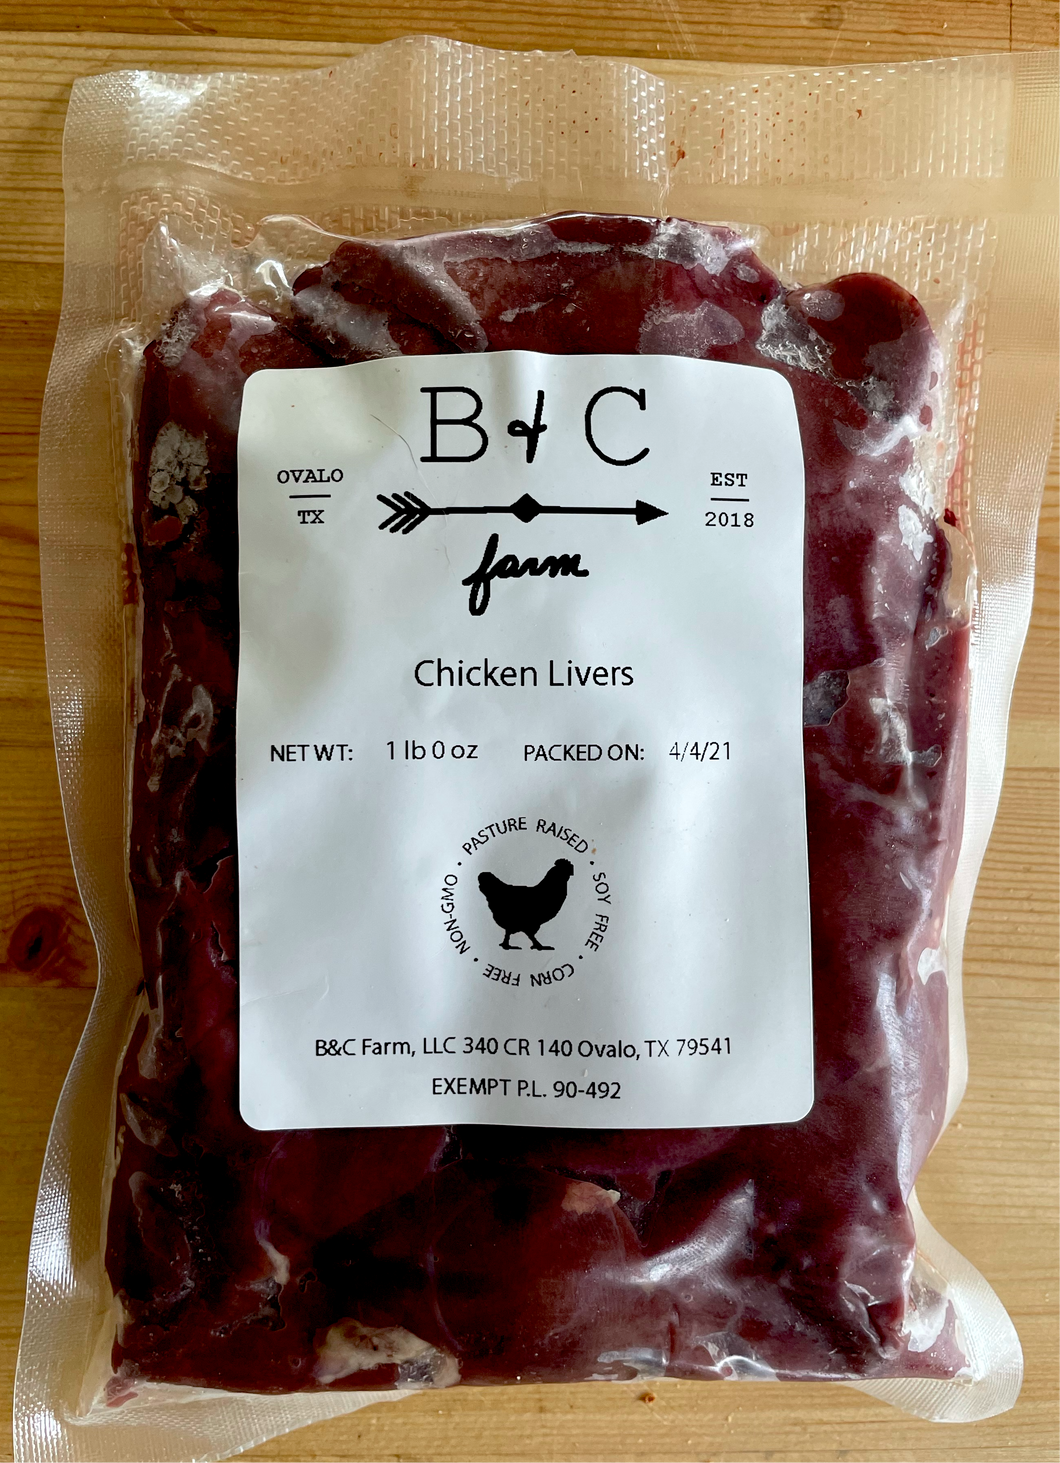 B & C
OVALO
TX
EST
2018
farm
Chicken Livers
NET WT: 1 lb 0 oz PACKED ON: 4/4/21
PASTURE RAISED • SOY FREE • CORN FREE • NON-GMO •
B&C Farm, LLC 340 CR 140 Ovalo, TX 79541
EXEMPT P.L. 90-492